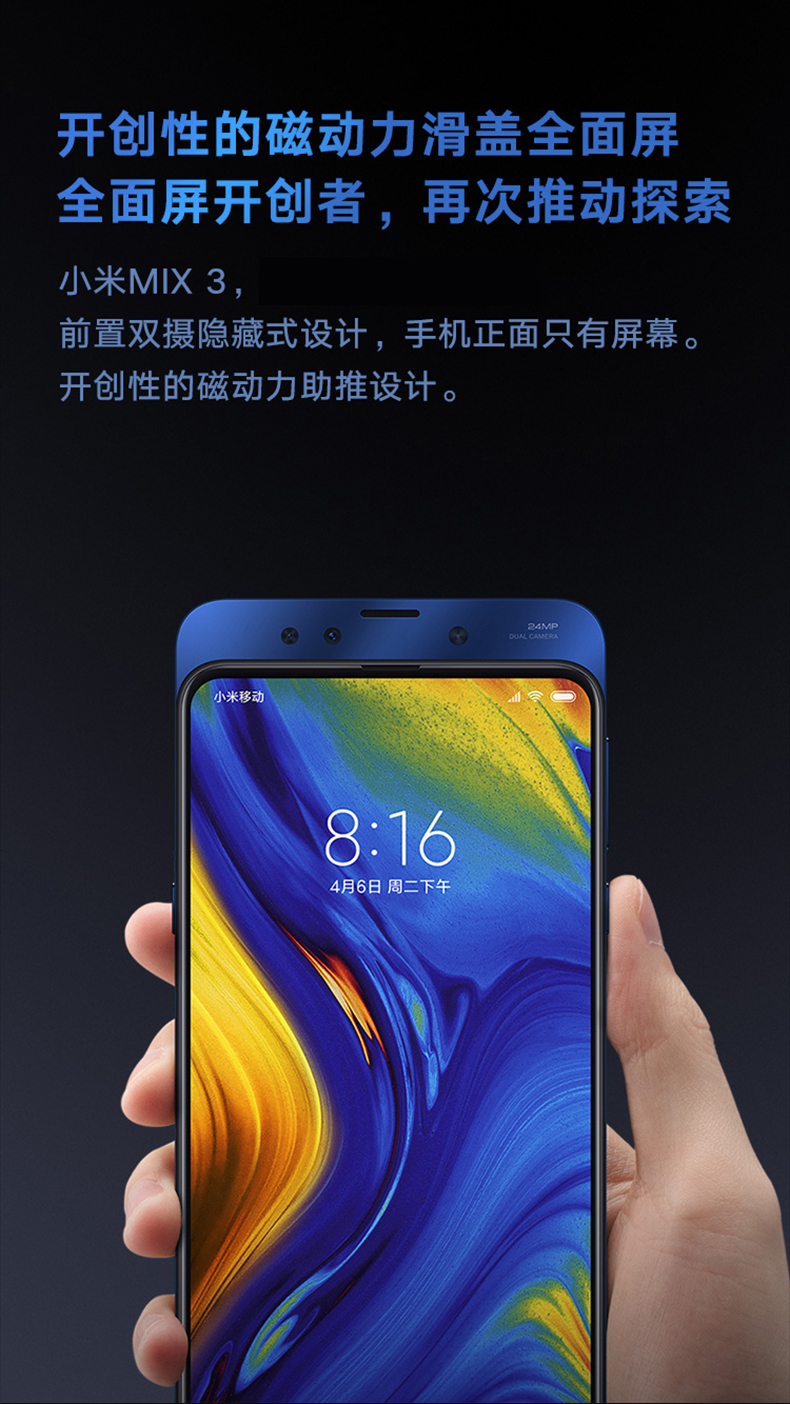 开创性的磁动力滑盖全面屏
全面屏开创者，再次推动探索
小米MIX 3，
前置双摄隐藏式设计，手机正面只有屏幕。
开创性的磁动力助推设计。
24MP
DUAL CAMERA
小米移动
8:16
4月6日 周二下午